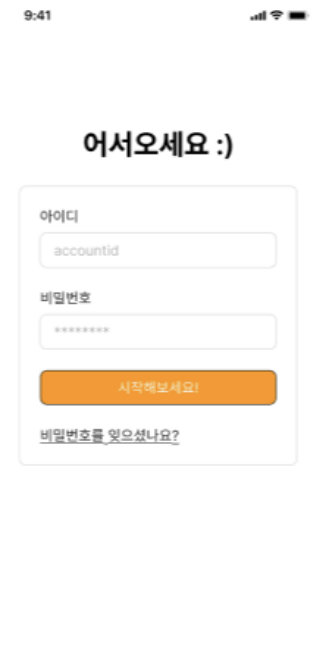 9:41
어서오세요 :)
아이디
accountid
비밀번호
********
시작해보세요!
비밀번호를 잊으셨나요?